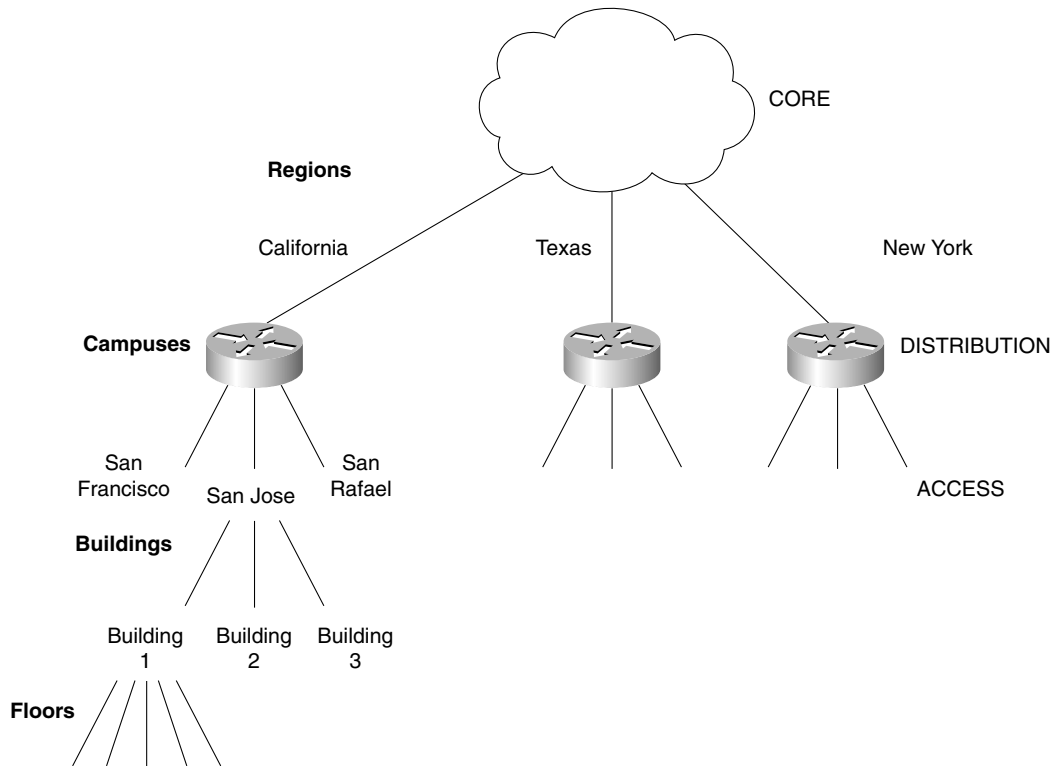 CORE
Regions
California
Texas
New York
Campuses
DISTRIBUTION
San
Francisco
San Jose
San
Rafael
ACCESS
Buildings
Building
1
Building
2
Building
3
Floors